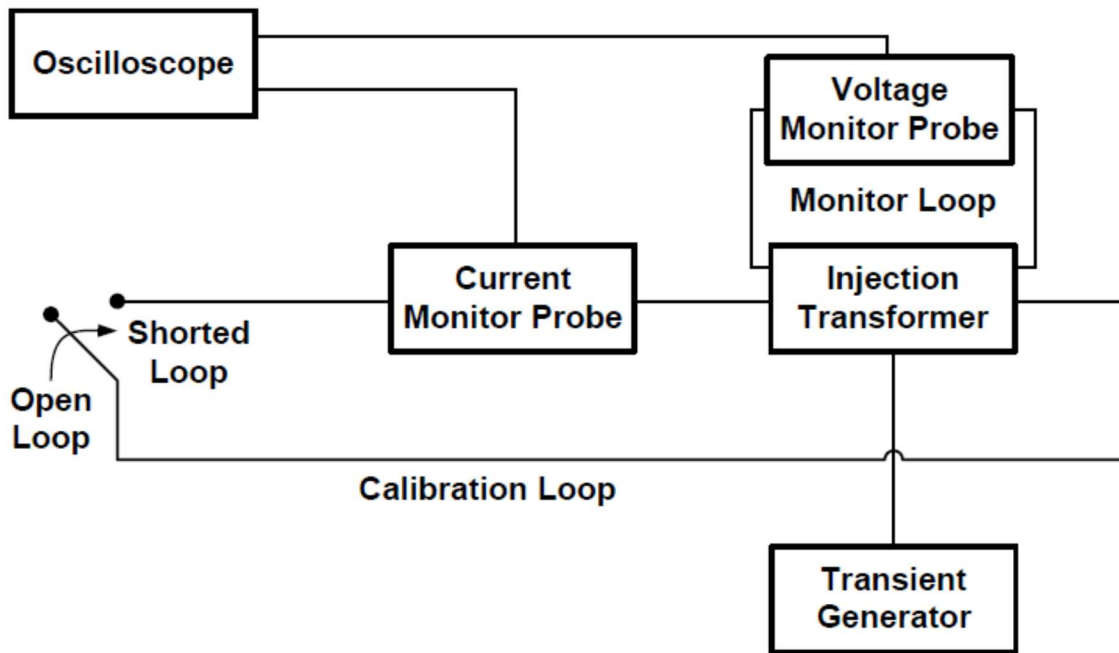 Oscilloscope
Voltage
Monitor Probe
Monitor Loop
Current
Monitor Probe
Injection
Transformer
Shorted
Loop
Open
Loop
Calibration Loop
Transient
Generator